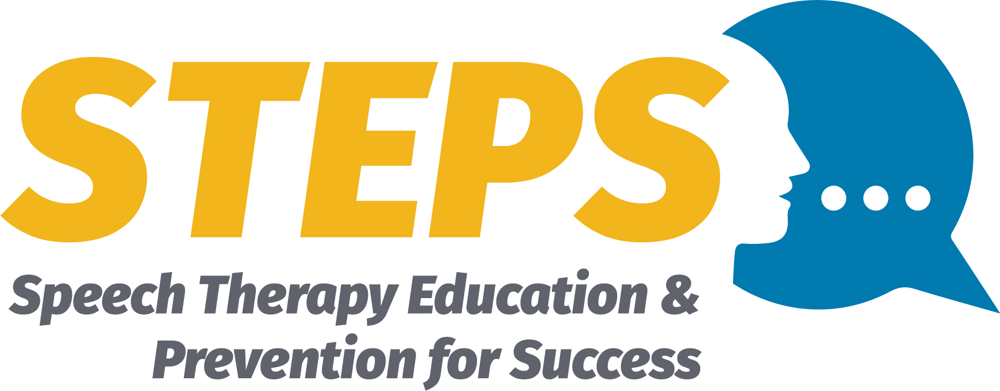 STEPS
Speech Therapy Education &
Prevention for Success